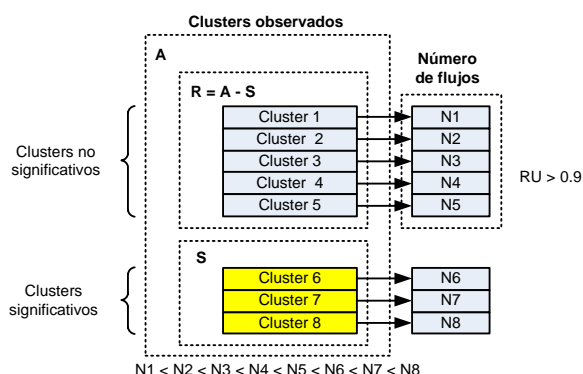 Clusters observados
A
Número
de flujos
R = A - S
Cluster 1
N1
Cluster 2
N2
Clusters no
significativos
Cluster 3
N3
RU > 0.9
Cluster 4
N4
Cluster 5
N5
S
Cluster 6
N6
Clusters
significativos
Cluster 7
N7
Cluster 8
N8
N1 < N2 < N3 < N4 < N5 < N6 < N7 < N8